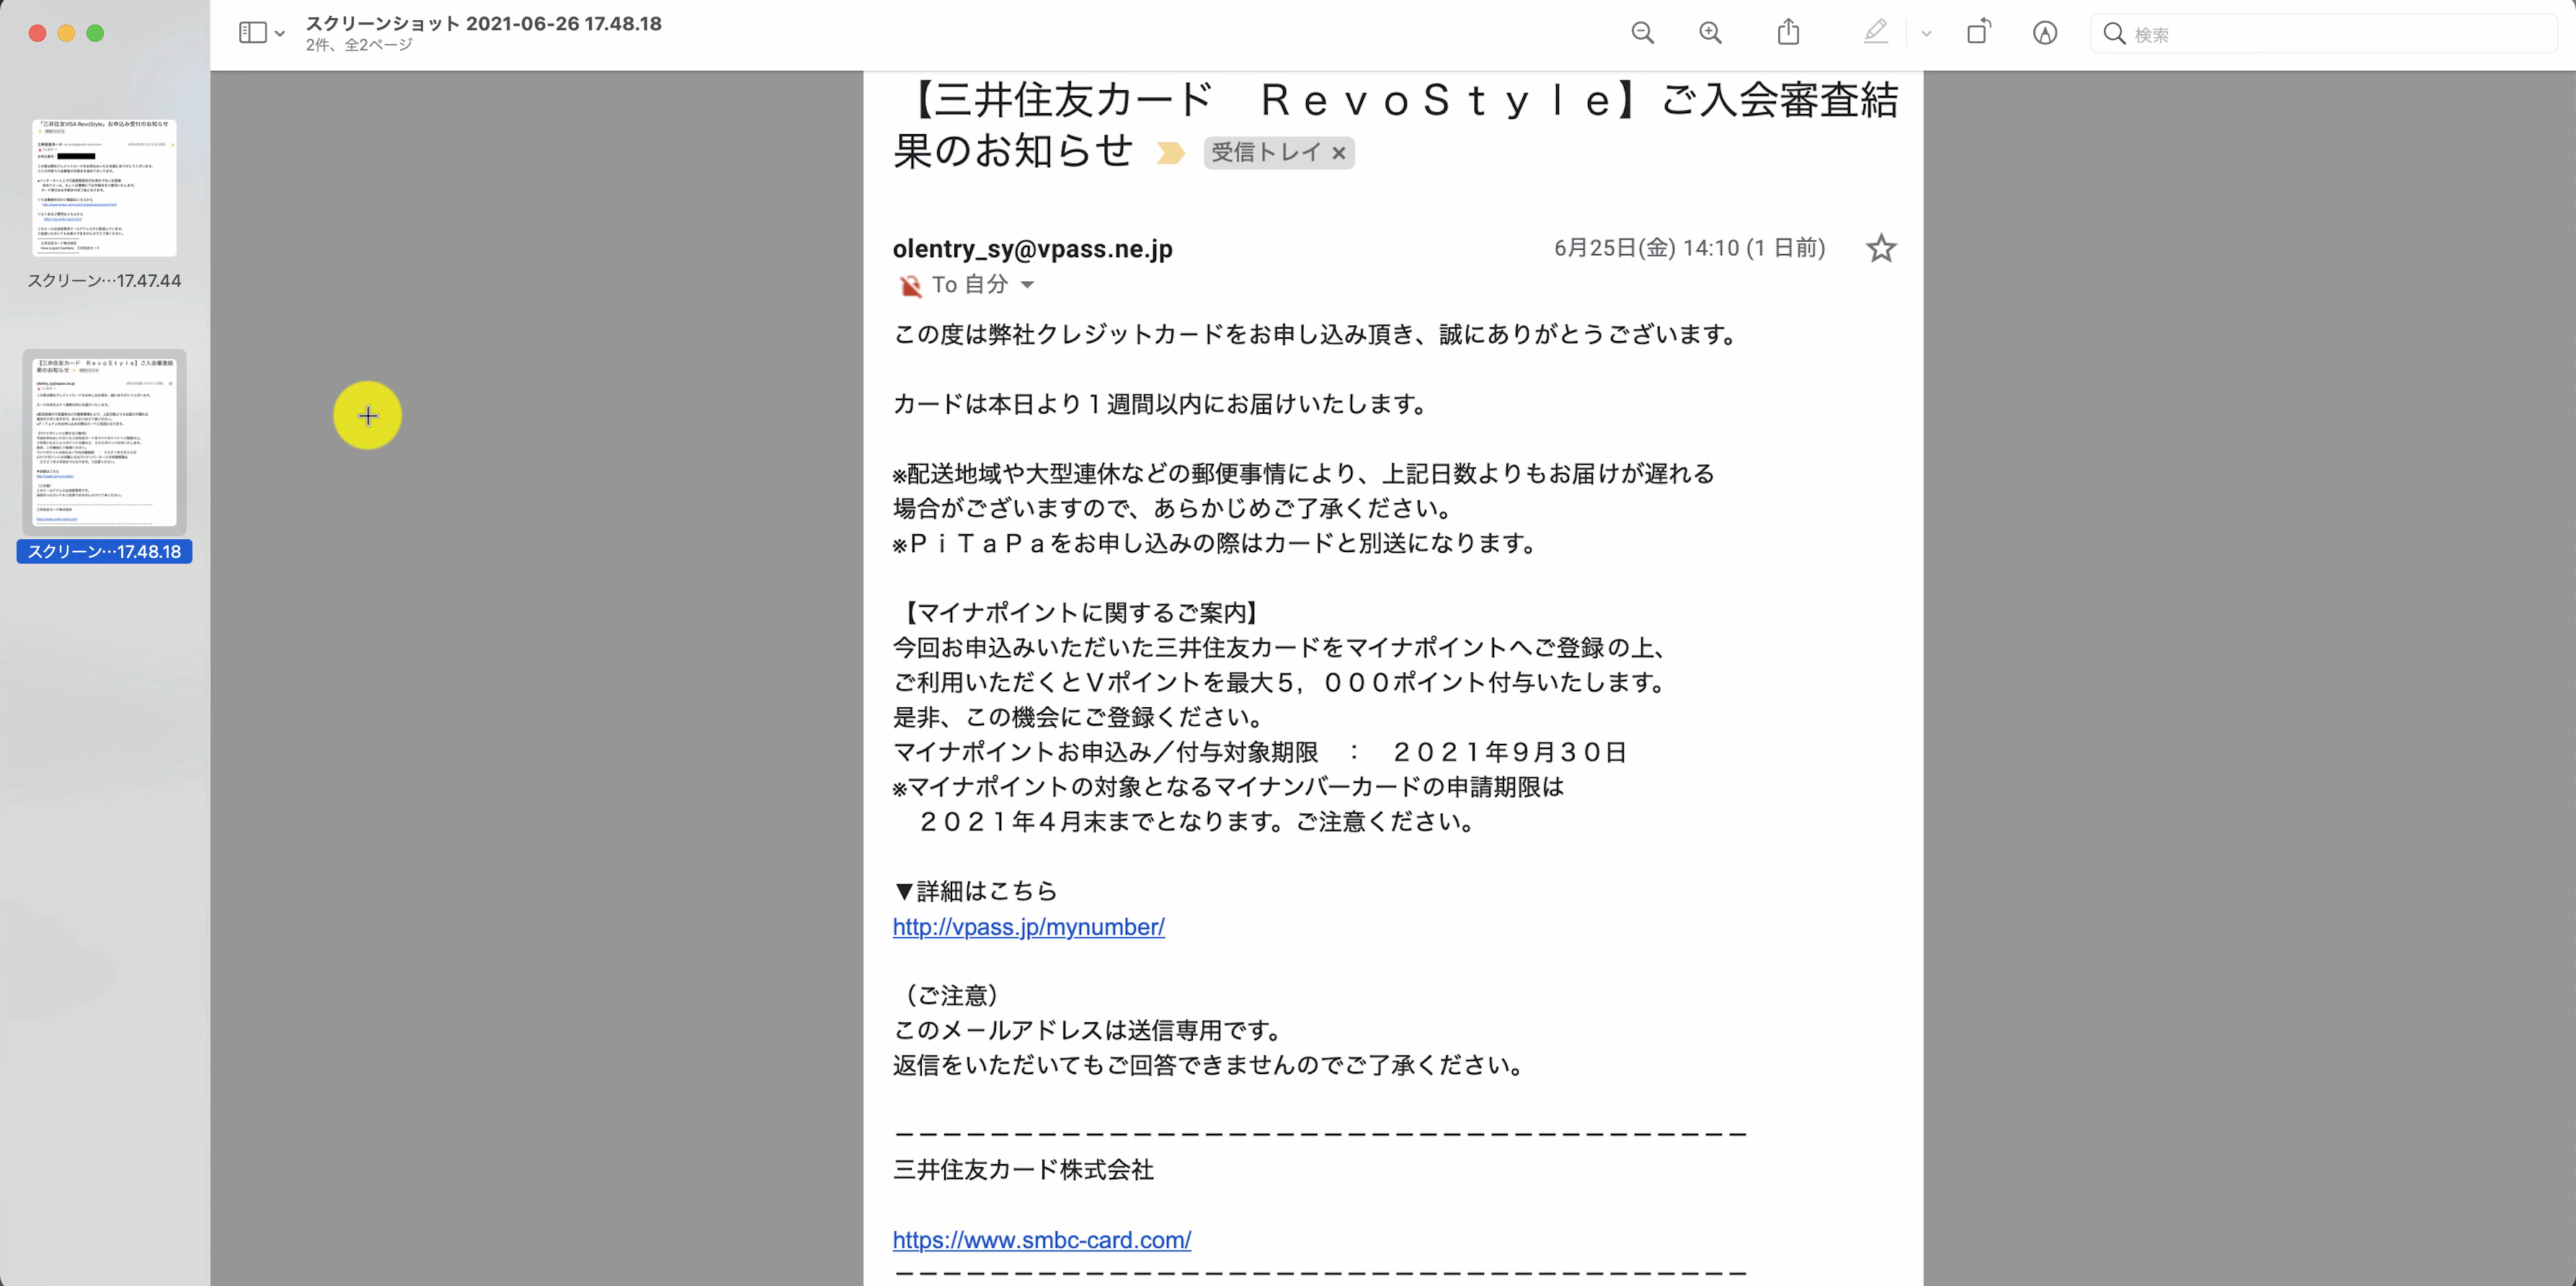 スクリーンショット 2021-06-26 17.48.18
2件、全2ページ
検索
スクリーン…17.47.44
スクリーン…17.48.18
【三井住友カード　ＲｅｖｏＳｔｙｌｅ】ご入会審査結
果のお知らせ 受信トレイ ×
olentry_sy@vpass.ne.jp
6月25日(金) 14:10 (1 日前)
To 自分
この度は弊社クレジットカードをお申し込み頂き、誠にありがとうございます。
カードは本日より１週間以内にお届けいたします。
※配送地域や大型連休などの郵便事情により、上記日数よりもお届けが遅れる
場合がございますので、あらかじめご了承ください。
※ＰｉＴａＰａをお申し込みの際はカードと別送になります。
【マイナポイントに関するご案内】
今回お申込みいただいた三井住友カードをマイナポイントへご登録の上、
ご利用いただくとＶポイントを最大５，０００ポイント付与いたします。
是非、この機会にご登録ください。
マイナポイントお申込み／付与対象期限　：　２０２１年９月３０日
※マイナポイントの対象となるマイナンバーカードの申請期限は
　２０２１年４月末までとなります。ご注意ください。
▼詳細はこちら
http://vpass.jp/mynumber/
（ご注意）
このメールアドレスは送信専用です。
返信をいただいてもご回答できませんのでご了承ください。
－－－－－－－－－－－－－－－－－－－－－－－－－－－－－－－－－－－－－
三井住友カード株式会社
https://www.smbc-card.com/
－－－－－－－－－－－－－－－－－－－－－－－－－－－－－－－－－－－－－